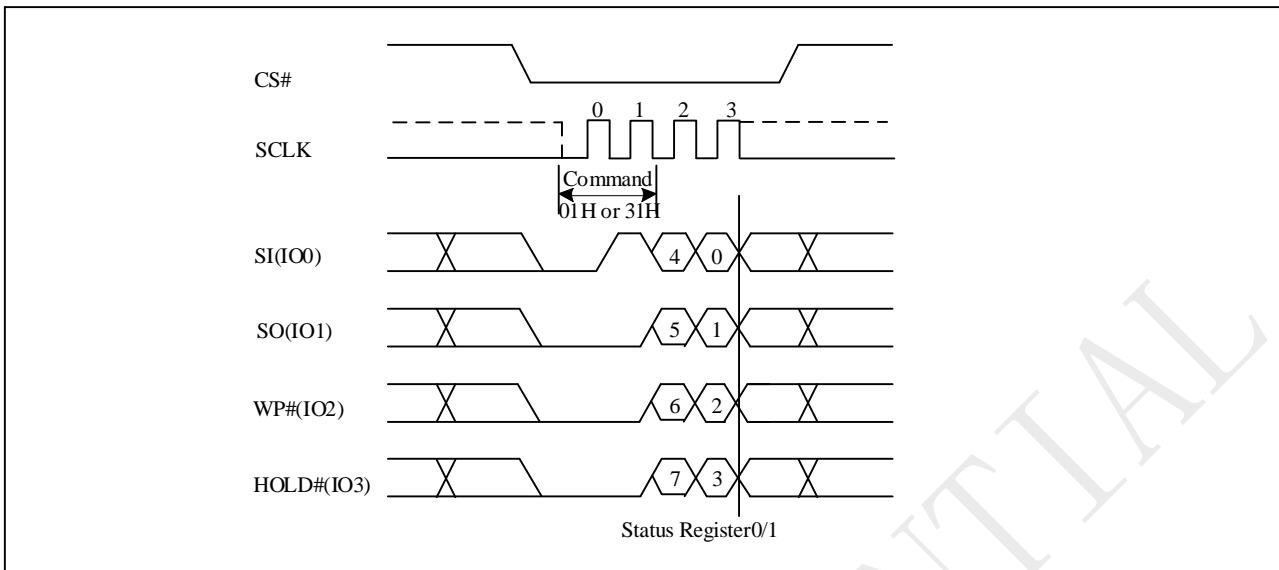 CS#
0 1 2 3
SCLK
Command
01H or 31H
SI(IO0) 4 0
SO(IO1) 5 1
WP#(IO2) 6 2
HOLD#(IO3) 7 3
Status Register0/1
NTIAL